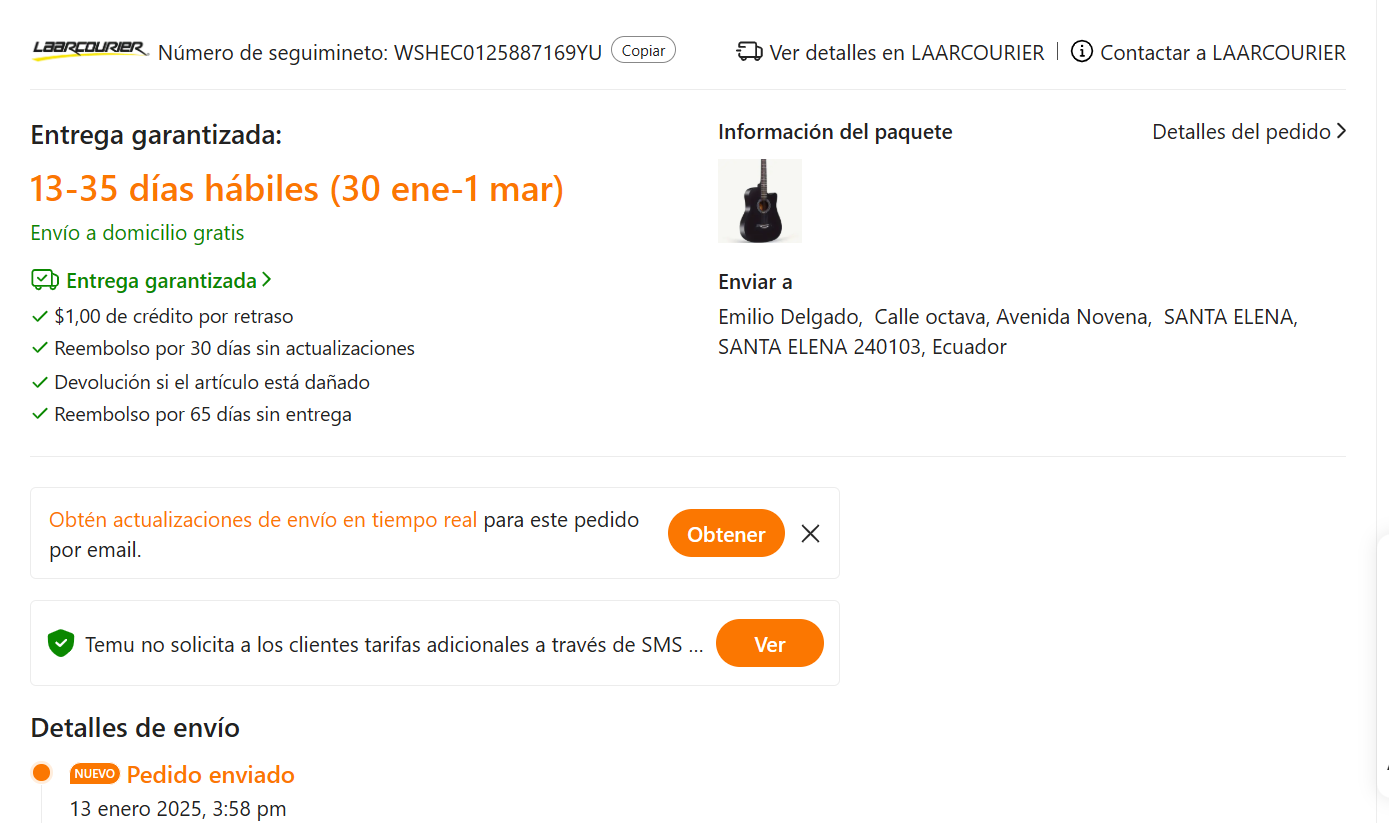 LAARCOURIER Número de seguimineto: WSHEC0125887169YU Copiar
Ver detalles en LAARCOURIER
Contactar a LAARCOURIER
Entrega garantizada:
13-35 días hábiles (30 ene-1 mar)
Envío a domicilio gratis
Entrega garantizada
$1,00 de crédito por retraso
Reembolso por 30 días sin actualizaciones
Devolución si el artículo está dañado
Reembolso por 65 días sin entrega
Información del paquete
Detalles del pedido
Enviar a
Emilio Delgado, Calle octava, Avenida Novena, SANTA ELENA,
SANTA ELENA 240103, Ecuador
Obtén actualizaciones de envío en tiempo real para este pedido
por email.
Obtener
Temu no solicita a los clientes tarifas adicionales a través de SMS ...
Ver
Detalles de envío
NUEVO Pedido enviado
13 enero 2025, 3:58 pm